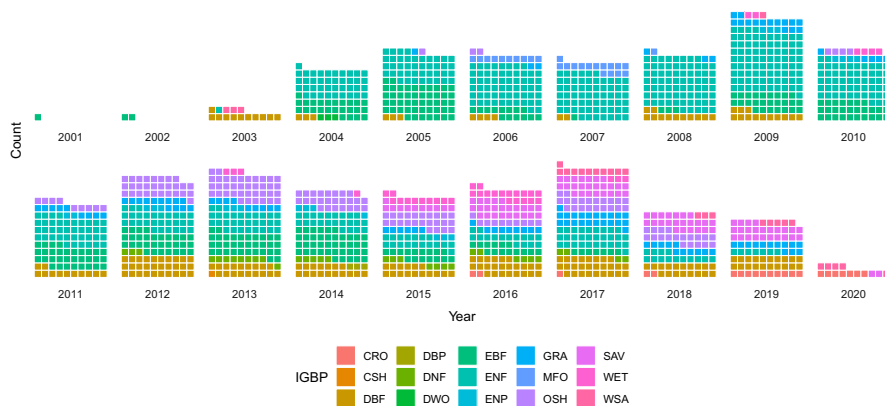 Count
2001 2002 2003 2004 2005 2006 2007 2008 2009 2010
2011 2012 2013 2014 2015 2016 2017 2018 2019 2020
Year
IGBP
CRO DBP EBF GRA SAV
CSH DNF ENF MFO WET
DBF DWO ENP OSH WSA